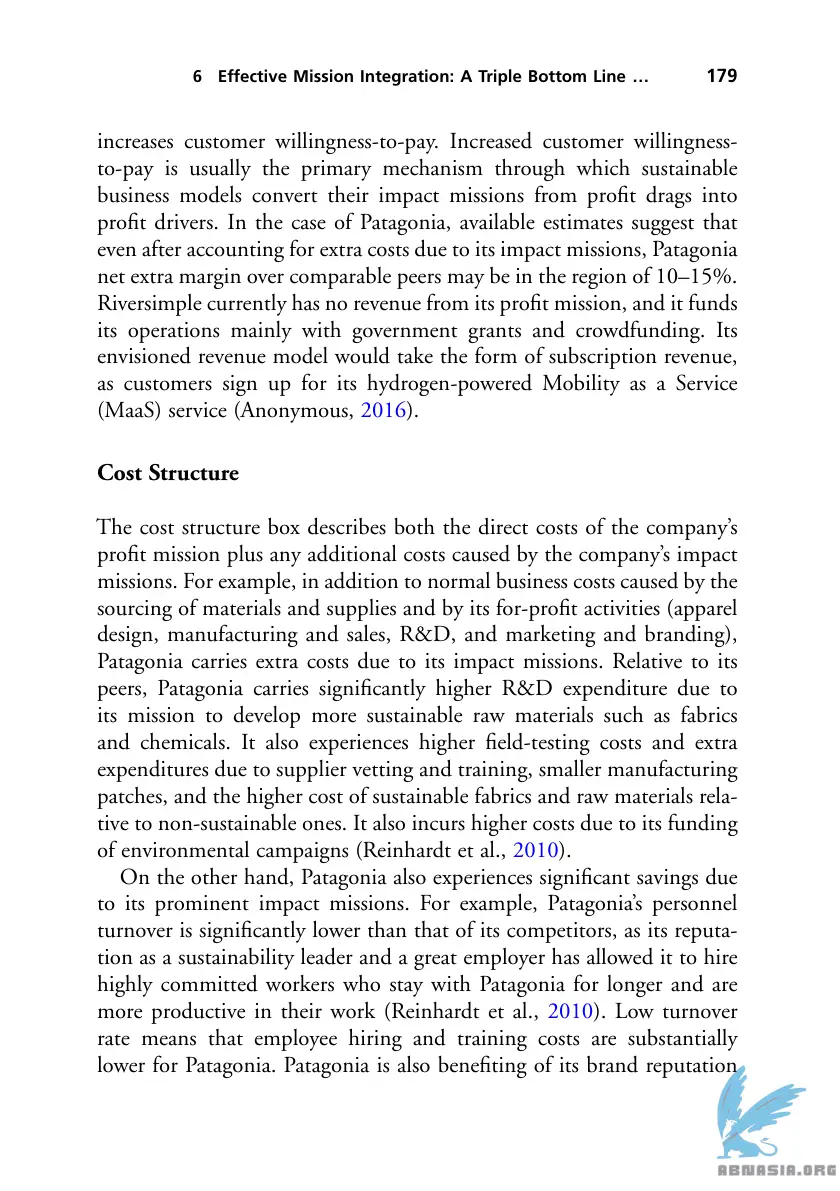 6 Effective Mission Integration: A Triple Bottom Line … 179
increases customer willingness-to-pay. Increased customer willingness-
to-pay is usually the primary mechanism through which sustainable
business models convert their impact missions from profit drags into
profit drivers. In the case of Patagonia, available estimates suggest that
even after accounting for extra costs due to its impact missions, Patagonia
net extra margin over comparable peers may be in the region of 10–15%.
Riversimple currently has no revenue from its profit mission, and it funds
its operations mainly with government grants and crowdfunding. Its
envisioned revenue model would take the form of subscription revenue,
as customers sign up for its hydrogen-powered Mobility as a Service
(MaaS) service (Anonymous, 2016).
Cost Structure
The cost structure box describes both the direct costs of the company's
profit mission plus any additional costs caused by the company's impact
missions. For example, in addition to normal business costs caused by the
sourcing of materials and supplies and by its for-profit activities (apparel
design, manufacturing and sales, R&D, and marketing and branding),
Patagonia carries extra costs due to its impact missions. Relative to its
peers, Patagonia carries significantly higher R&D expenditure due to
its mission to develop more sustainable raw materials such as fabrics
and chemicals. It also experiences higher field-testing costs and extra
expenditures due to supplier vetting and training, smaller manufacturing
patches, and the higher cost of sustainable fabrics and raw materials rela-
tive to non-sustainable ones. It also incurs higher costs due to its funding
of environmental campaigns (Reinhardt et al., 2010).
On the other hand, Patagonia also experiences significant savings due
to its prominent impact missions. For example, Patagonia's personnel
turnover is significantly lower than that of its competitors, as its reputa-
tion as a sustainability leader and a great employer has allowed it to hire
highly committed workers who stay with Patagonia for longer and are
more productive in their work (Reinhardt et al., 2010). Low turnover
rate means that employee hiring and training costs are substantially
lower for Patagonia. Patagonia is also benefiting of its brand reputation
ABNASIA.ORG